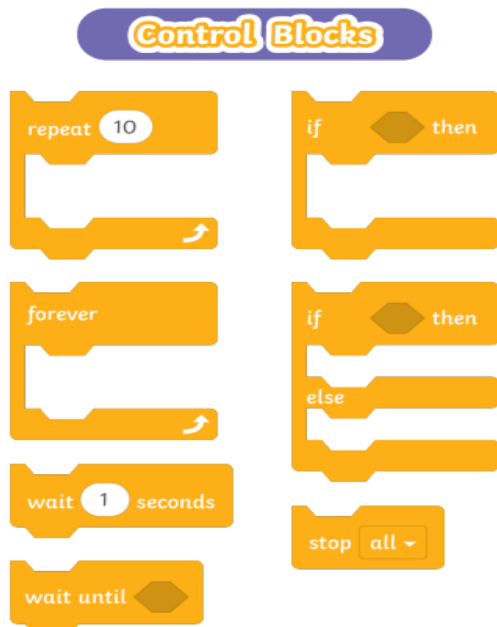 Control Blocks
repeat 10
forever
wait 1 seconds
wait until
if then
if then
else
stop all